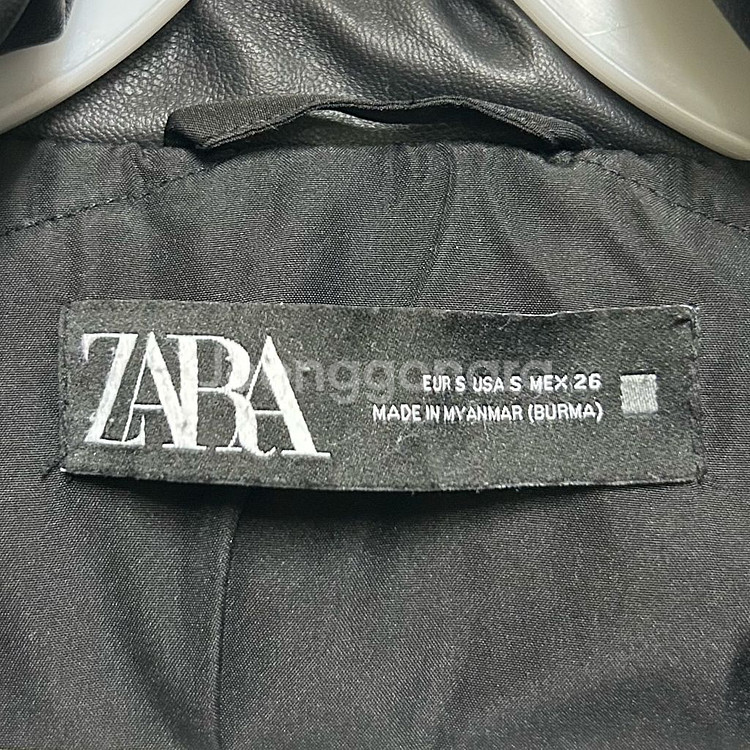 ZARA
EUR S USA S MEX 26
MADE IN MYANMAR (BURMA)